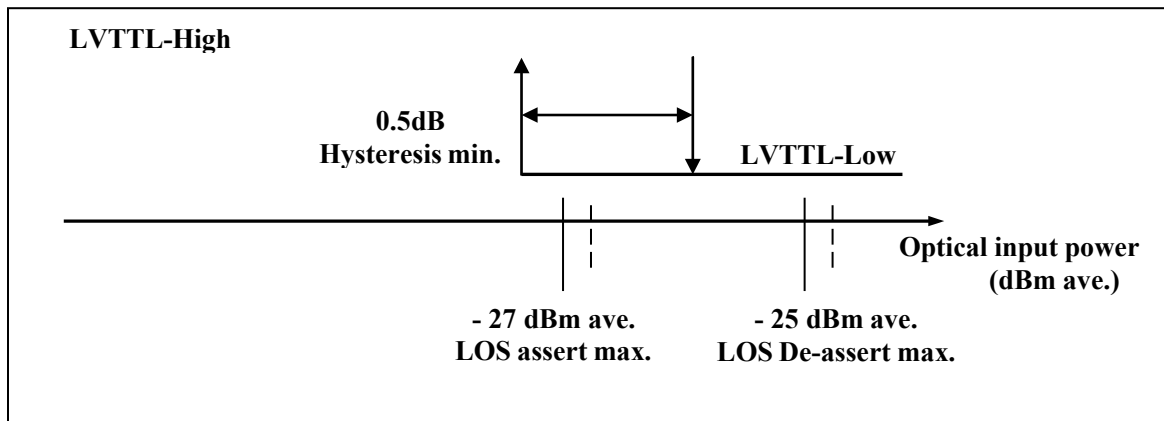 LVTTL-High
0.5dB
Hysteresis min.
LVTTL-Low
Optical input power
(dBm ave.)
- 27 dBm ave.
LOS assert max.
- 25 dBm ave.
LOS De-assert max.